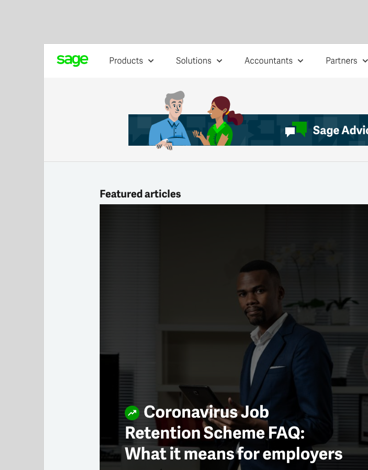 sage Products Solutions Accountants Partners
Sage Advic
Featured articles
Coronavirus Job
Retention Scheme FAQ:
What it means for employers